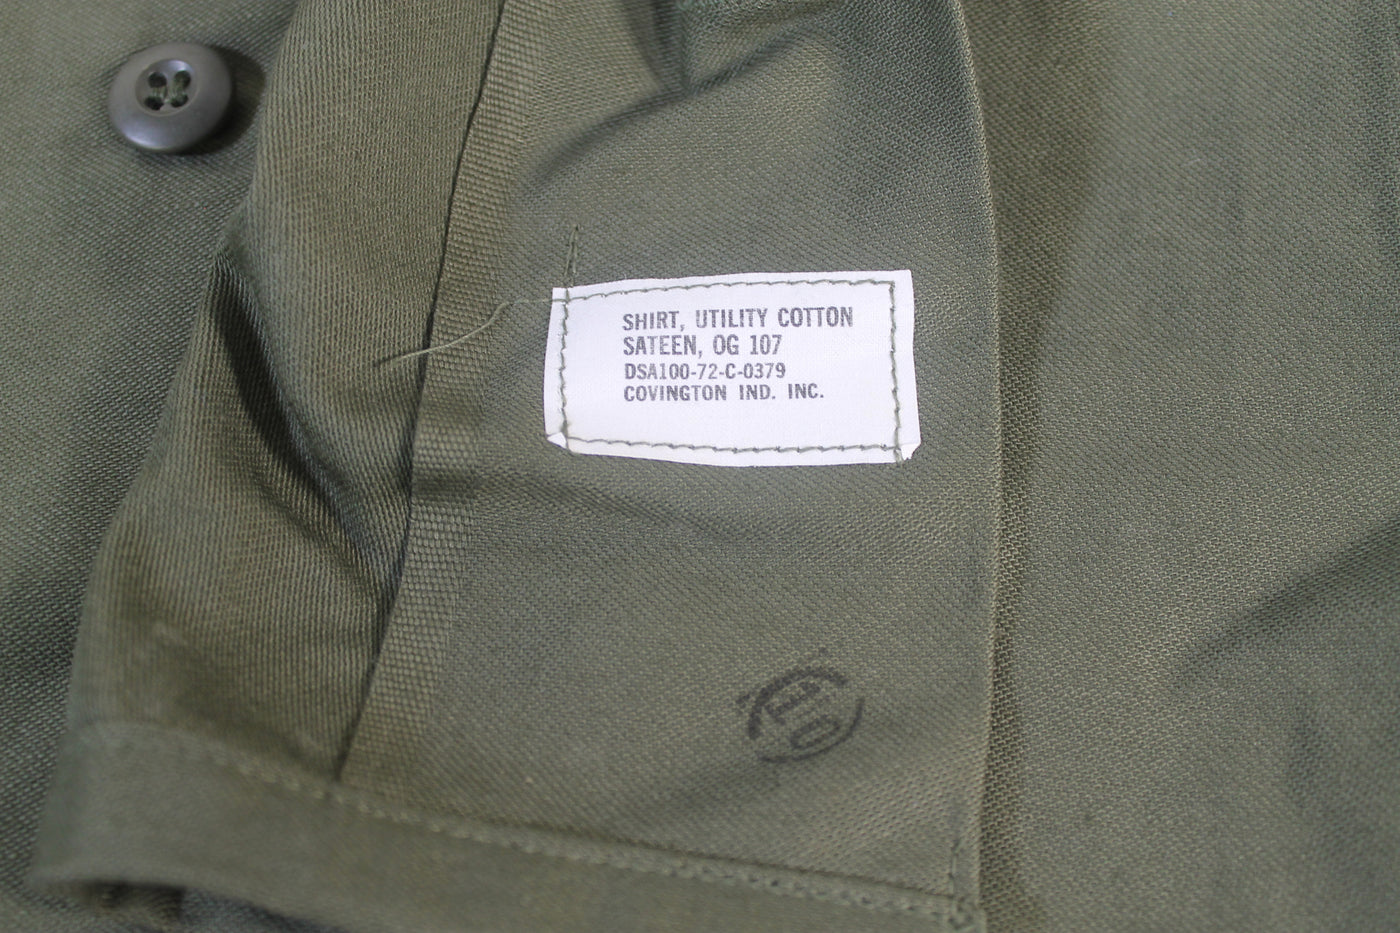 SHIRT, UTILITY COTTON
SATEEN, OG 107
DSA100-72-C-0379
COVINGTON IND. INC.